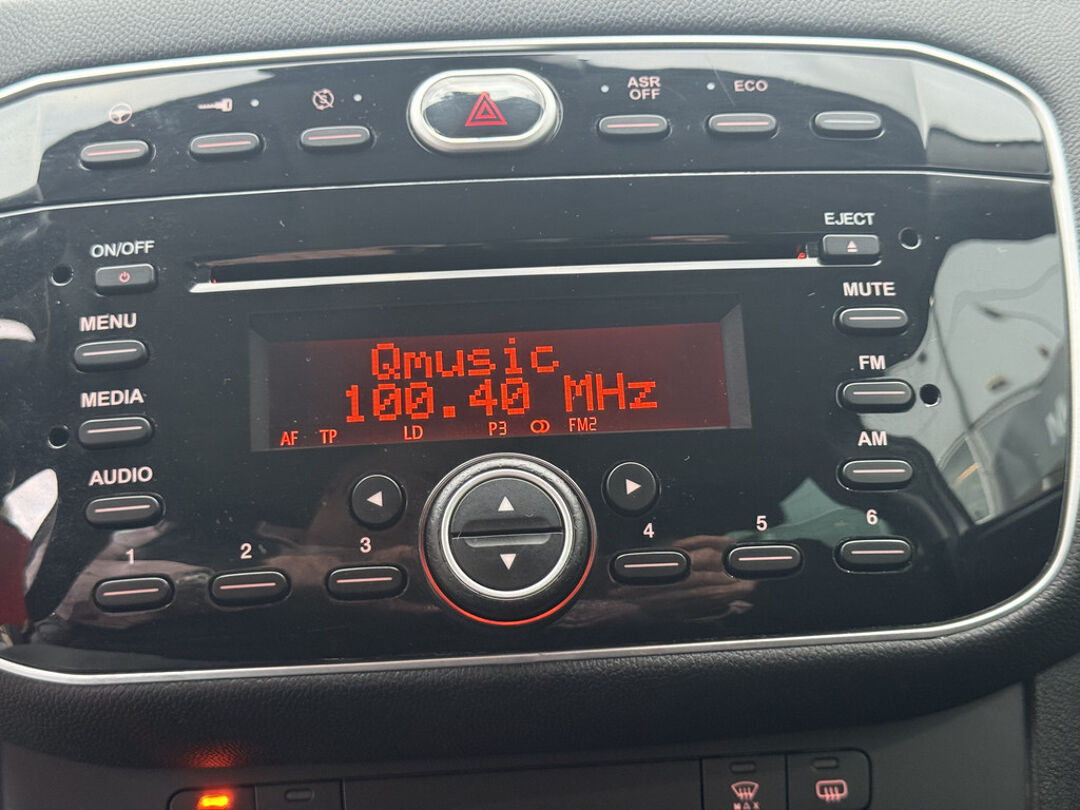 ASR
OFF
ECO
ON/OFF
EJECT
MENU
MUTE
Qmusic
100.40 MHz
AF TP LD P3 FM2
MEDIA
FM
AUDIO
AM
1 2 3 4 5 6
MAX